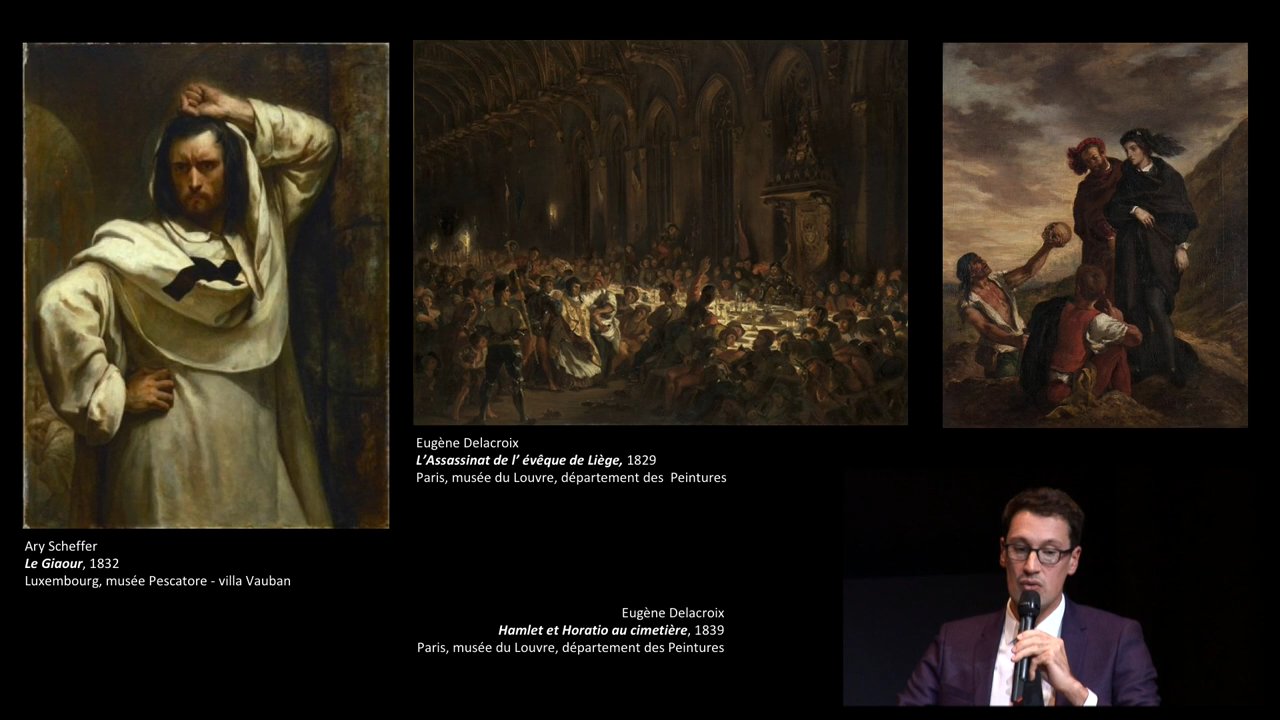 Eugène Delacroix
L’Assassinat de l’ évêque de Liège, 1829
Paris, musée du Louvre, département des  Peintures
Ary Scheffer
Le Giaour, 1832
Luxembourg, musée Pescatore - villa Vauban
Eugène Delacroix
Hamlet et Horatio au cimetière, 1839
Paris, musée du Louvre, département des Peintures